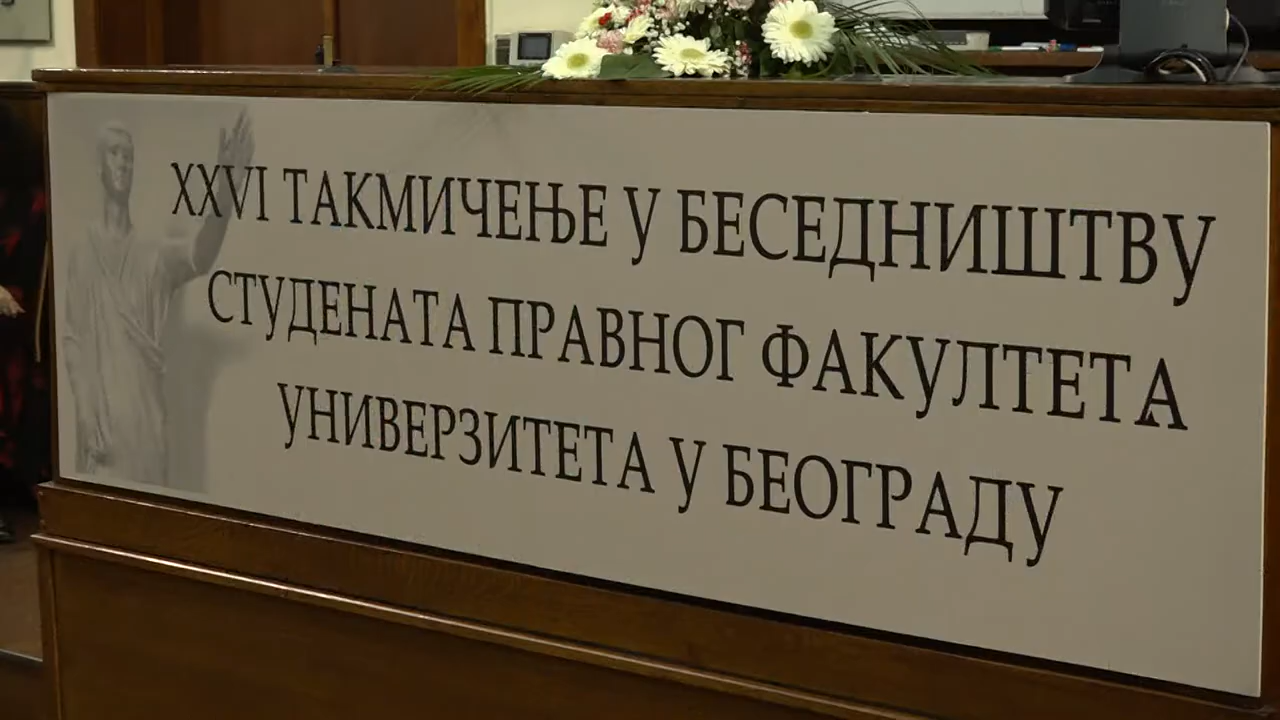 XXVI ТАКМИЧЕЊЕ У БЕСЕДНИШТВУ
СТУДЕНАТА ПРАВНОГ ФАКУЛТЕТА
УНИВЕРЗИТЕТА У БЕОГРАДУ